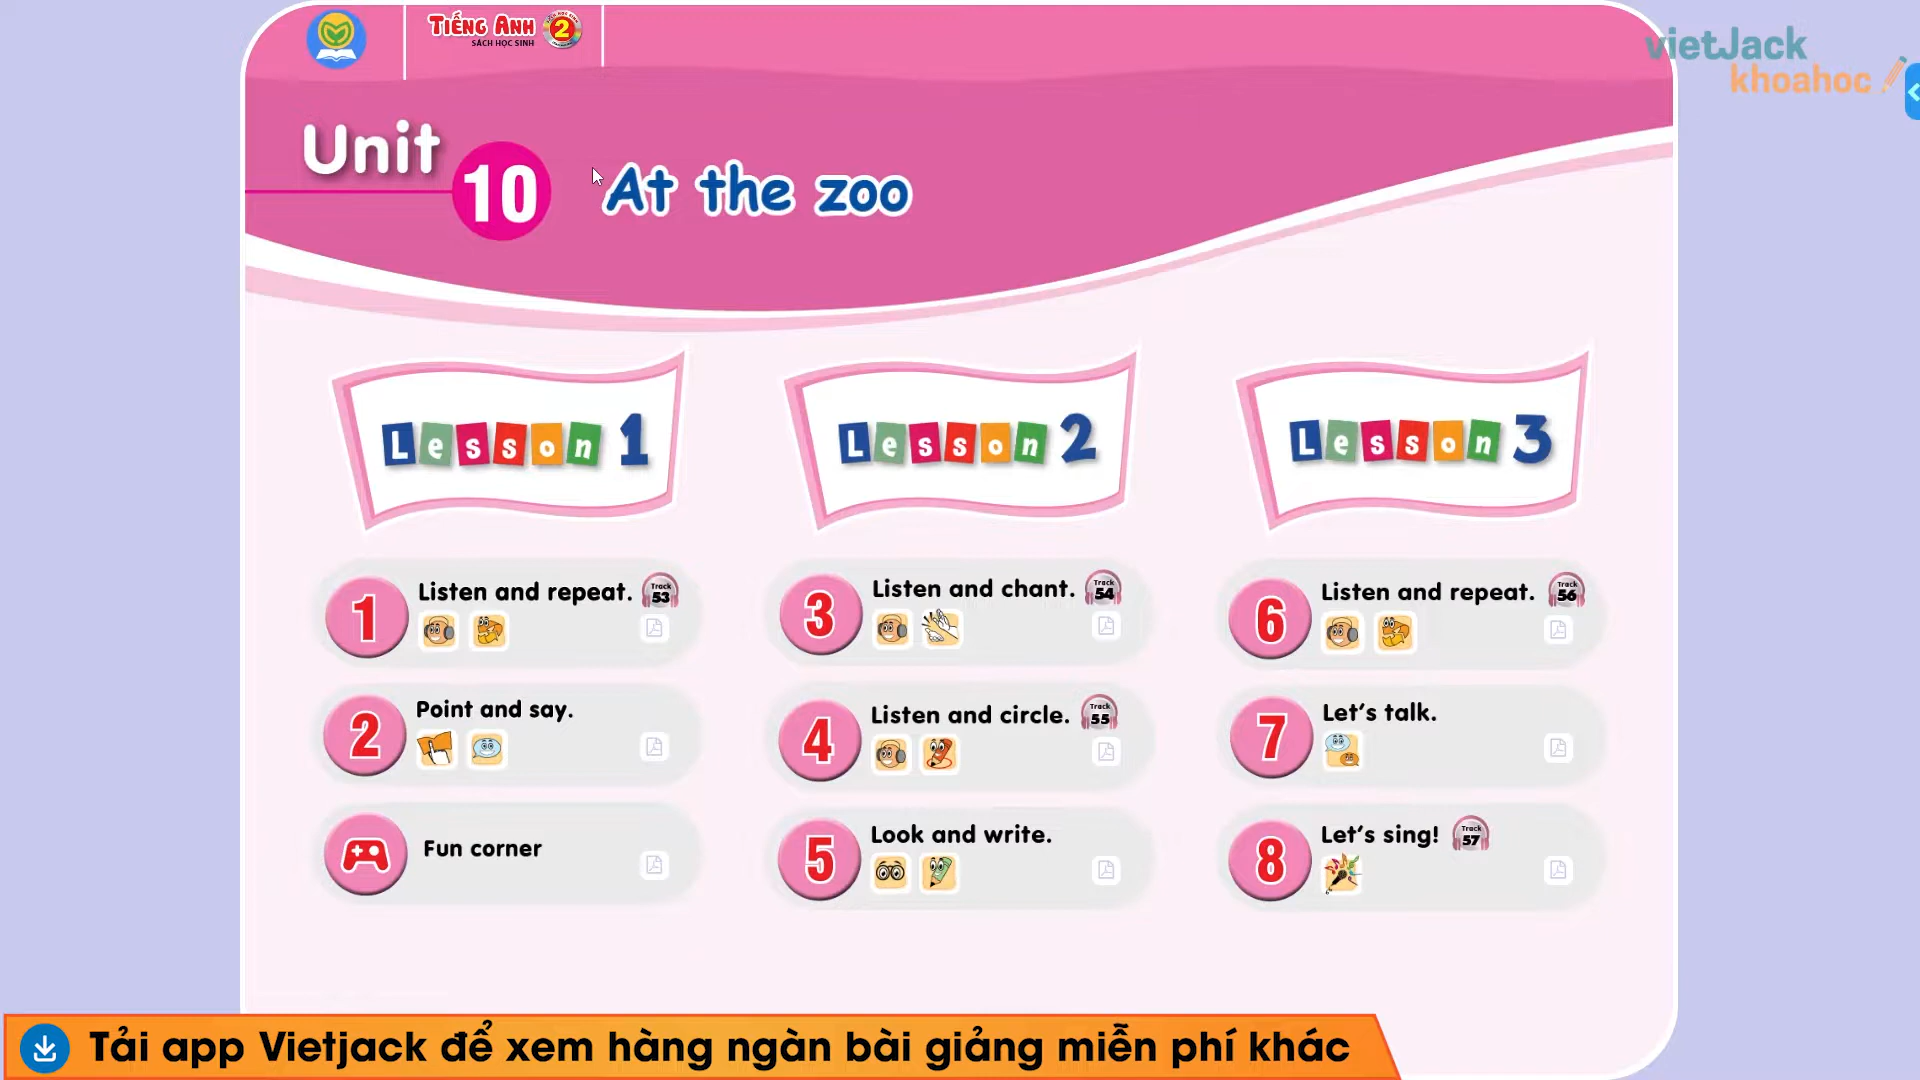 TIẾNG ANH 2
SÁCH HỌC SINH
vietJack
khoahoc
Unit 10 At the zoo
Lesson 1
1 Listen and repeat. Track 53
2 Point and say.
Fun corner
Lesson 2
3 Listen and chant. Track 54
4 Listen and circle. Track 55
5 Look and write.
Lesson 3
6 Listen and repeat. Track 56
7 Let's talk.
8 Let's sing! Track 57
Tải app Vietjack để xem hàng ngàn bài giảng miễn phí khác